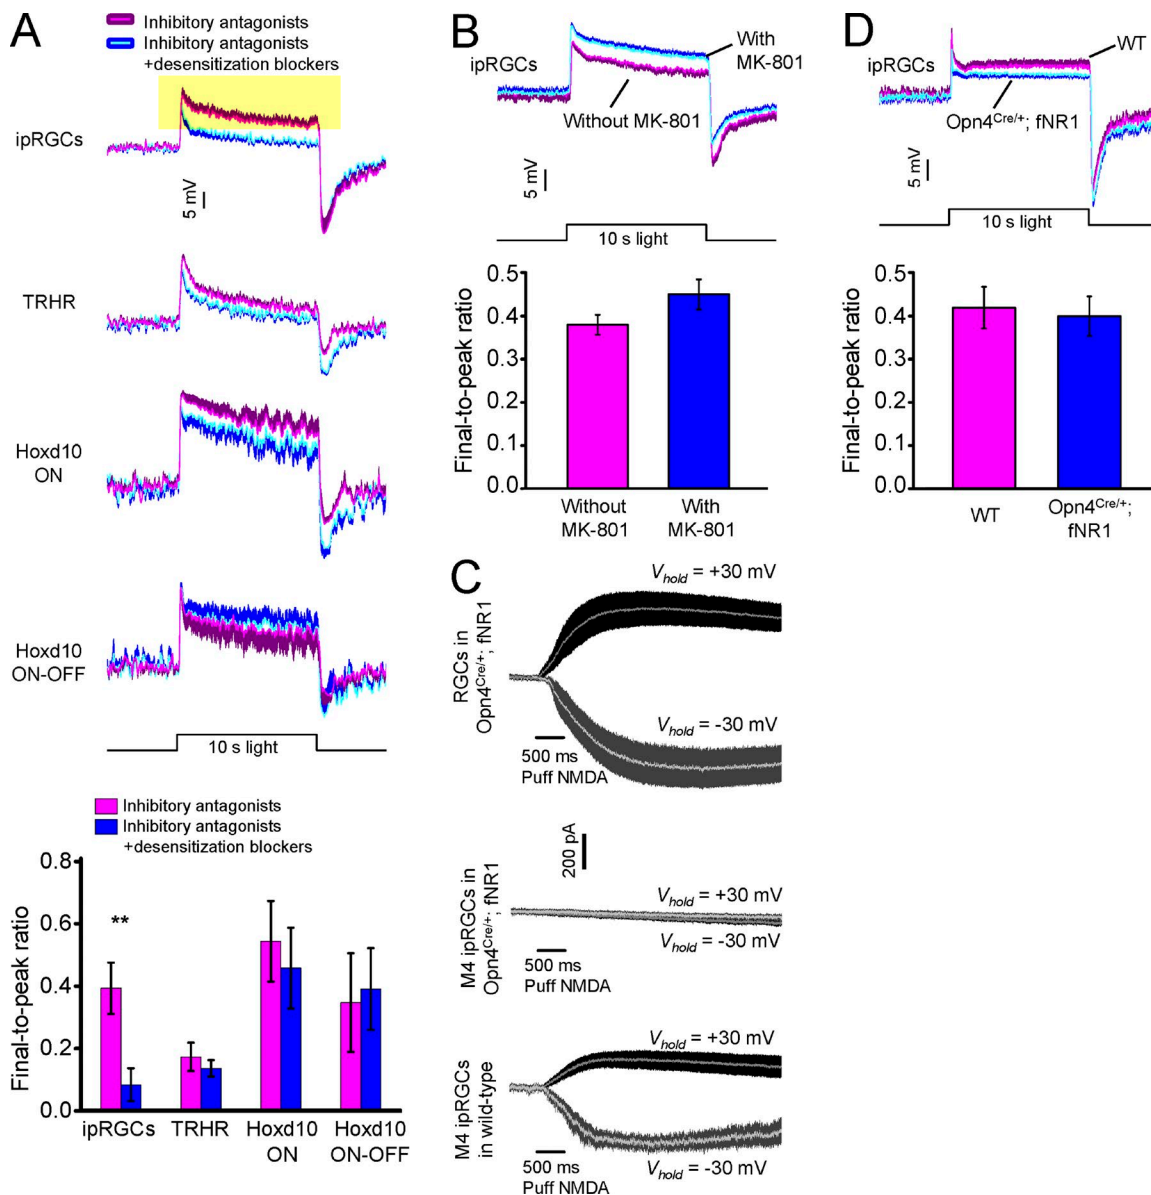 A
Inhibitory antagonists
Inhibitory antagonists
+desensitization blockers
ipRGCs
5 mV
TRHR
Hoxd10
ON
Hoxd10
ON-OFF
10 s light
Inhibitory antagonists
Inhibitory antagonists
+desensitization blockers
Final-to-peak ratio
0.8
0.6
0.4
0.2
0.0
**
ipRGCs
TRHR
Hoxd10
ON
Hoxd10
ON-OFF
B
ipRGCs
With
MK-801
Without MK-801
5 mV
10 s light
Final-to-peak ratio
0.5
0.4
0.3
0.2
0.1
0.0
Without
MK-801
With
MK-801
C
RGCs in
Opn4Cre/+; fNR1
Vhold = +30 mV
Vhold = -30 mV
500 ms
Puff NMDA
200 pA
M4 ipRGCs in
Opn4Cre/+; fNR1
Vhold = +30 mV
Vhold = -30 mV
500 ms
Puff NMDA
M4 ipRGCs
in wild-type
Vhold = +30 mV
Vhold = -30 mV
500 ms
Puff NMDA
D
ipRGCs
WT
Opn4Cre/+; fNR1
5 mV
10 s light
Final-to-peak ratio
0.5
0.4
0.3
0.2
0.1
0.0
WT
Opn4Cre/+;
fNR1